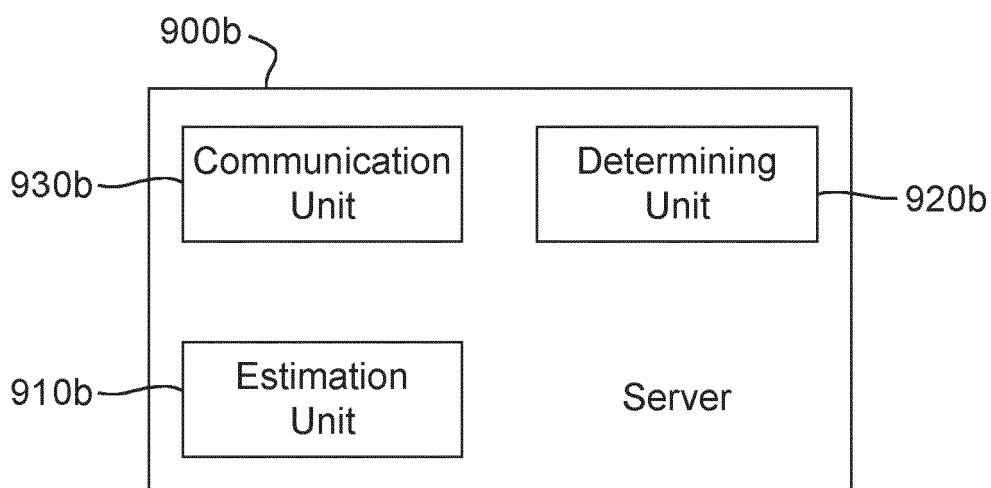 900b
Communication
Unit
930b
Determining
Unit
920b
Estimation
Unit
910b
Server